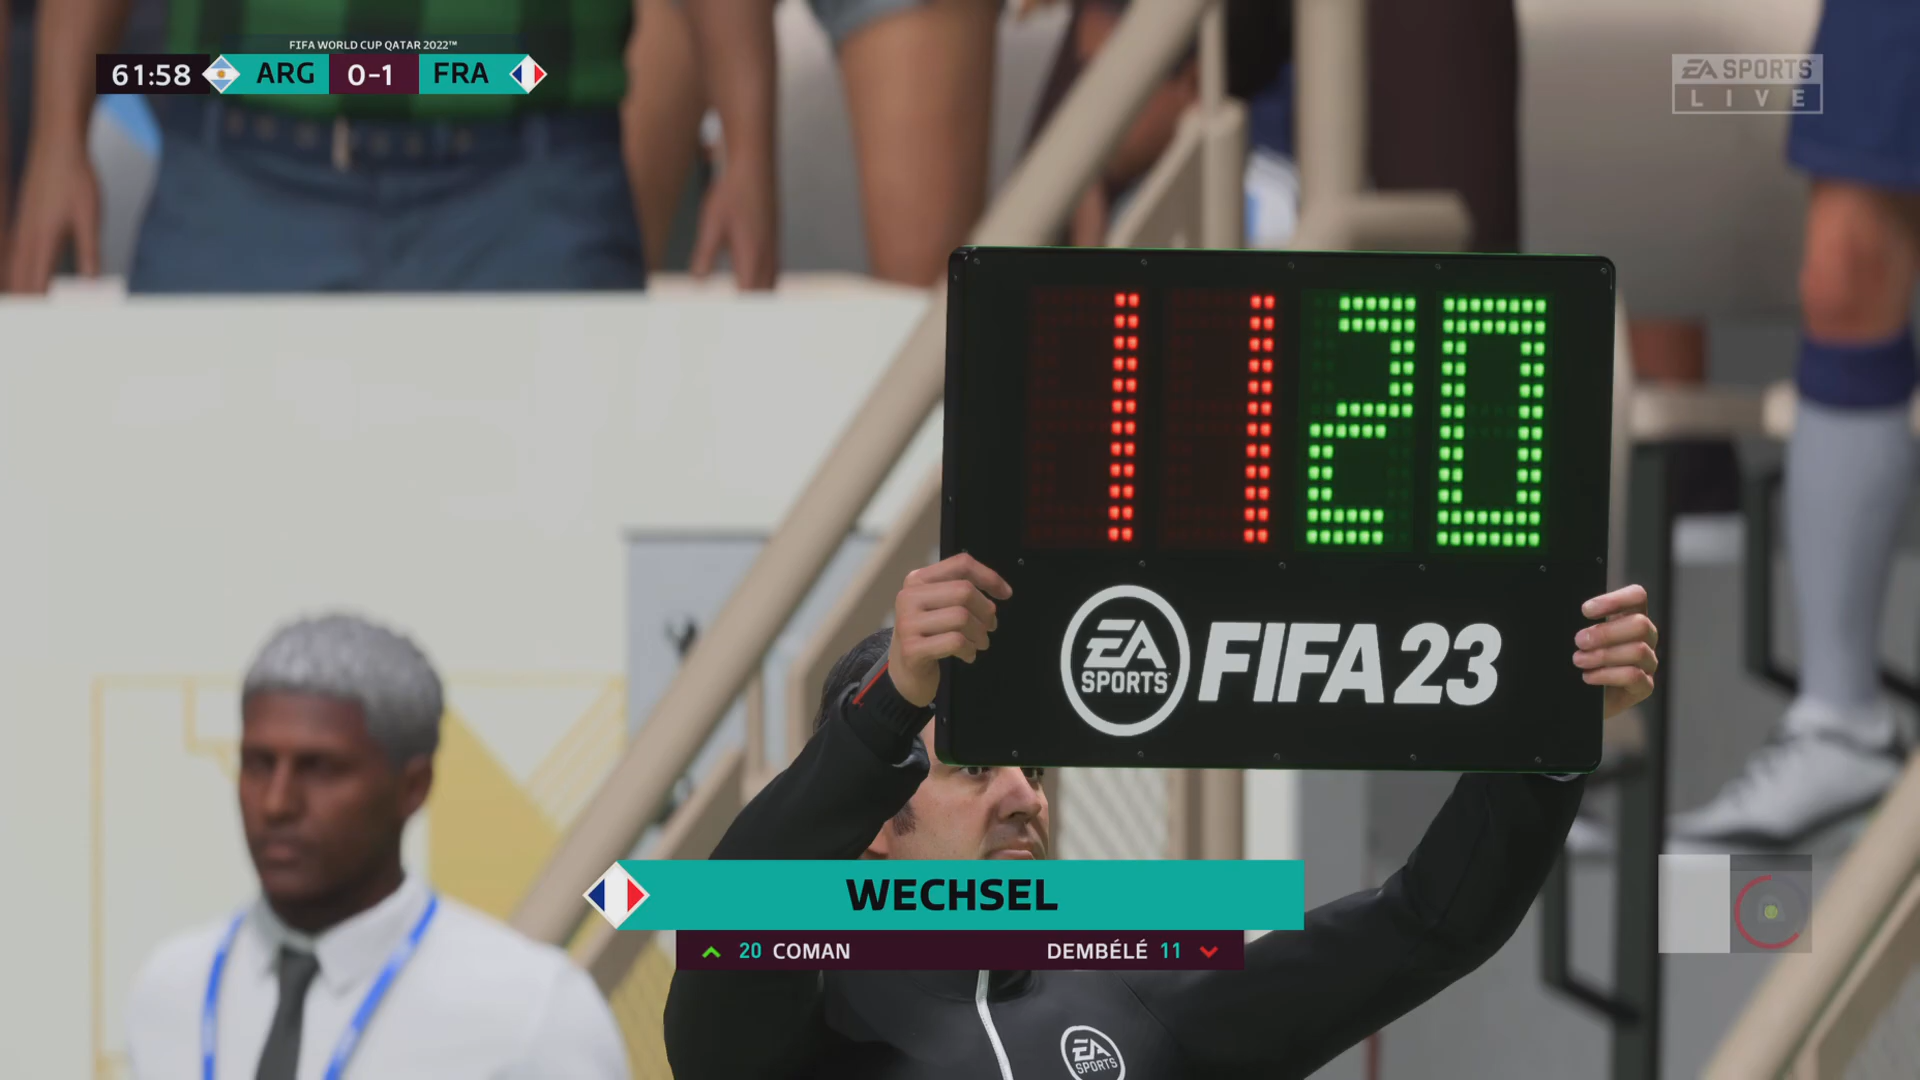 FIFA WORLD CUP QATAR 2022™
61:58 ARG 0-1 FRA
EA SPORTS
LIVE
11 20
EA SPORTS FIFA 23
WECHSEL
20 COMAN DEMBÉLÉ 11
EA SPORTS